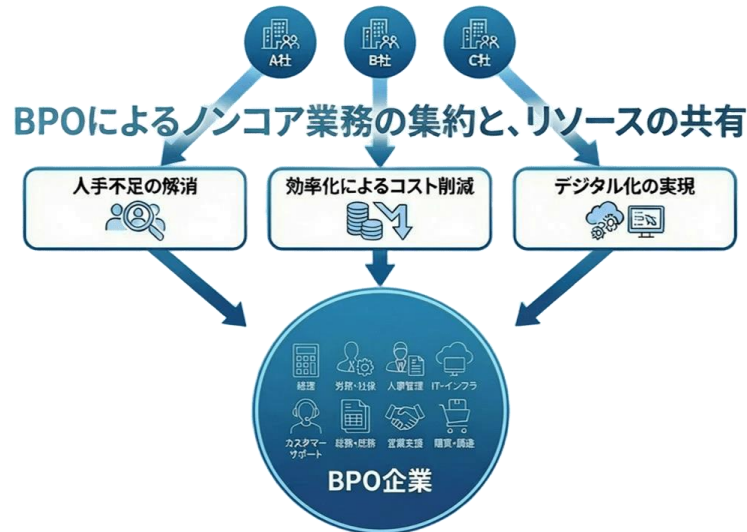 A社
B社
C社
BPOによるノンコア業務の集約と、リソースの共有
人手不足の解消
効率化によるコスト削減
デジタル化の実現
経理
労務・社保
人事管理
IT-インフラ
カスタマー
サポート
営業支援
購買・調達
BPO企業